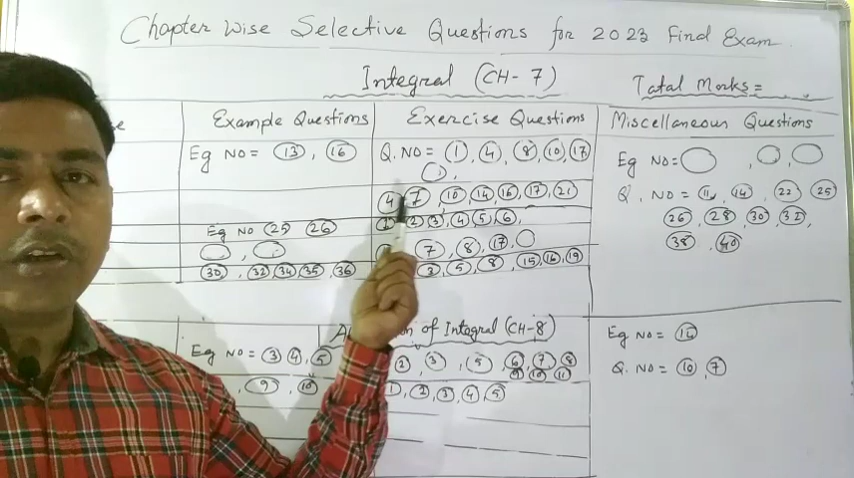 Chapter Wise Selective Questions for 2023 Final Exam
Integral (CH-7)
Tatal Marks=
Example Questions
Exercise Questions
Miscellaneous Questions
Eg NO= 13, 16
Q. NO = 1, 4, 8, 10, 17
4 7, 10, 14, 16, 17, 21
Eg NO 25 26
2 3, 4, 5, 6,
7, 8, 17,
30, 32 34, 35, 36
3, 5, 8, 15, 16, 19
Eg NO=
Q. NO = 11, 14, 22, 25
26, 28, 30, 32,
38, 40
of Integral (CH-8)
Eg NO = 3 4, 5
, 9, 10
2, 3, 5, 6, 7, 8
9 10 11
1, 2, 3, 4, 5
Eg NO= 14
Q. NO = 10, 7